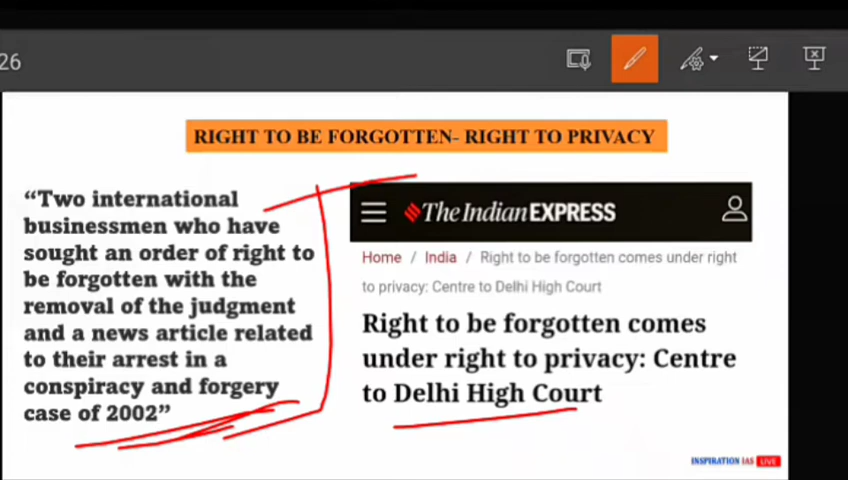 26
RIGHT TO BE FORGOTTEN- RIGHT TO PRIVACY
“Two international
businessmen who have
sought an order of right to
be forgotten with the
removal of the judgment
and a news article related
to their arrest in a
conspiracy and forgery
case of 2002”
The Indian EXPRESS
Home / India / Right to be forgotten comes under right
to privacy: Centre to Delhi High Court
Right to be forgotten comes
under right to privacy: Centre
to Delhi High Court
INSPIRATION IAS LIVE